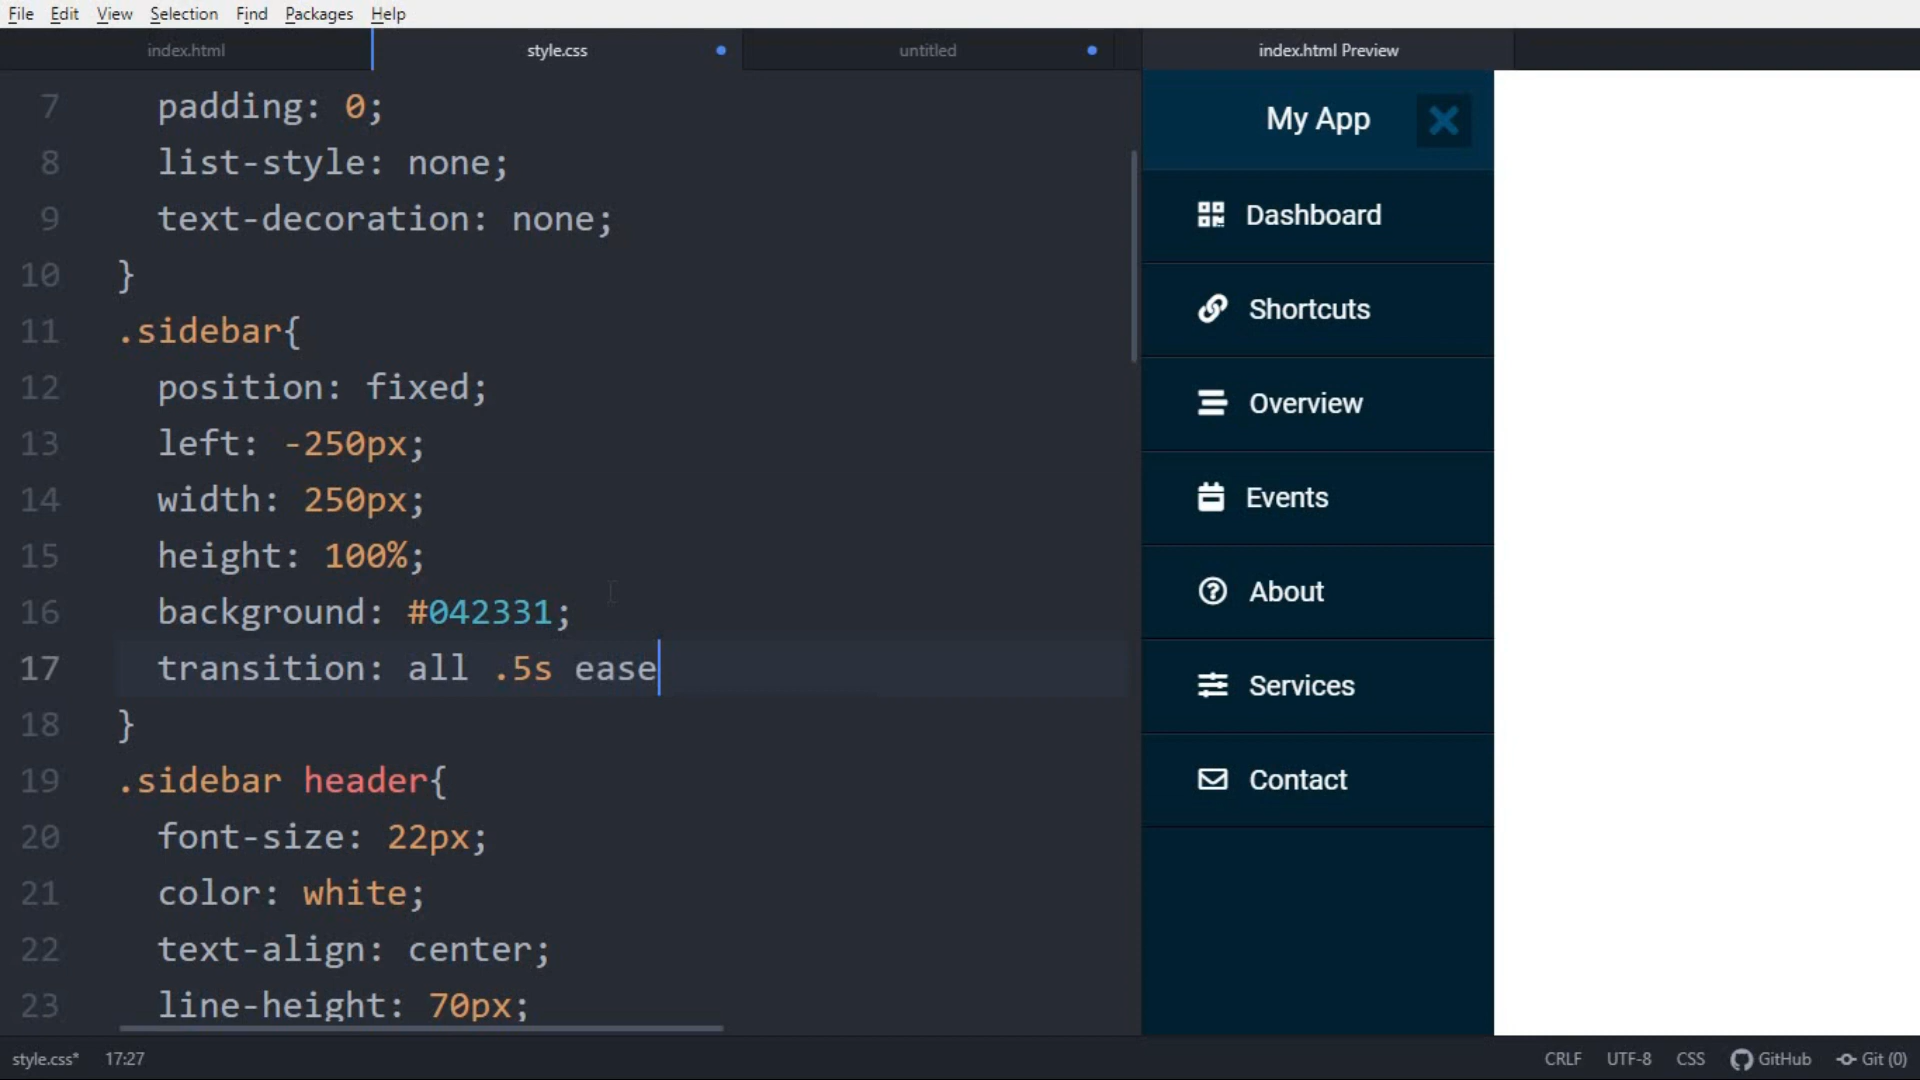 File Edit View Selection Find Packages Help
index.html style.css untitled index.html Preview
7 padding: 0;
8 list-style: none;
9 text-decoration: none;
10 }
11 .sidebar{
12 position: fixed;
13 left: -250px;
14 width: 250px;
15 height: 100%;
16 background: #042331;
17 transition: all .5s ease
18 }
19 .sidebar header{
20 font-size: 22px;
21 color: white;
22 text-align: center;
23 line-height: 70px;
My App
Dashboard
Shortcuts
Overview
Events
About
Services
Contact
style.css* 17:27 CRLF UTF-8 CSS GitHub Git (0)